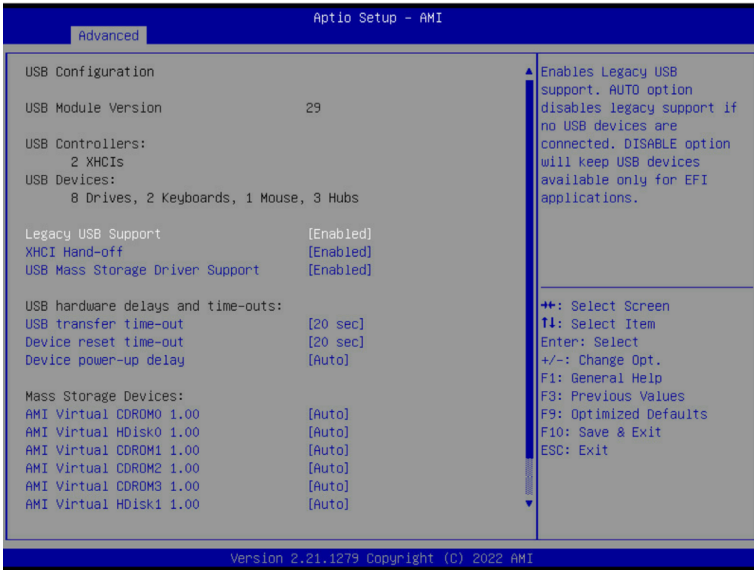 Aptio Setup – AMI
Advanced
USB Configuration
USB Module Version 29
USB Controllers:
2 XHCIs
USB Devices:
8 Drives, 2 Keyboards, 1 Mouse, 3 Hubs
Legacy USB Support [Enabled]
XHCI Hand-off [Enabled]
USB Mass Storage Driver Support [Enabled]
USB hardware delays and time-outs:
USB transfer time-out [20 sec]
Device reset time-out [20 sec]
Device power-up delay [Auto]
Mass Storage Devices:
AMI Virtual CDROM0 1.00 [Auto]
AMI Virtual HDisk0 1.00 [Auto]
AMI Virtual CDROM1 1.00 [Auto]
AMI Virtual CDROM2 1.00 [Auto]
AMI Virtual CDROM3 1.00 [Auto]
AMI Virtual HDisk1 1.00 [Auto]
Enables Legacy USB
support. AUTO option
disables legacy support if
no USB devices are
connected. DISABLE option
will keep USB devices
available only for EFI
applications.
→←: Select Screen
↑↓: Select Item
Enter: Select
+/-: Change Opt.
F1: General Help
F3: Previous Values
F9: Optimized Defaults
F10: Save & Exit
ESC: Exit
Version 2.21.1279 Copyright (C) 2022 AMI